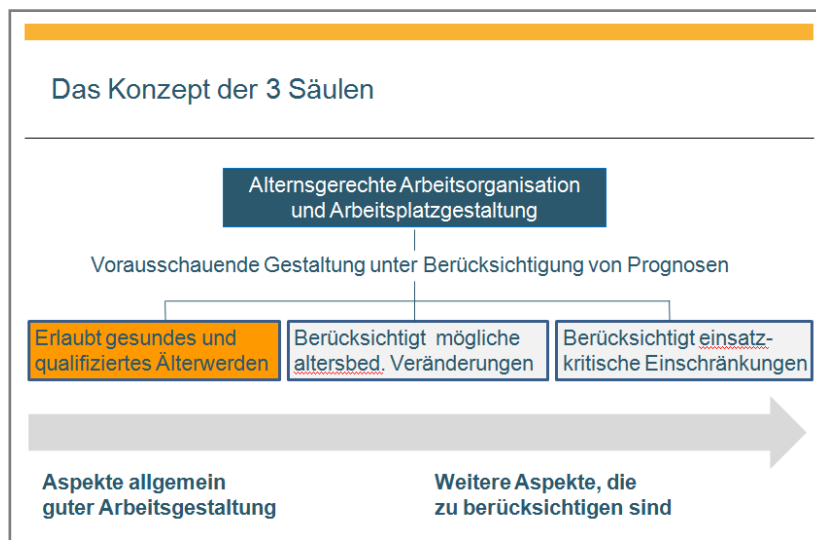 Das Konzept der 3 Säulen
Alternsgerechte Arbeitsorganisation
und Arbeitsplatzgestaltung
Vorausschauende Gestaltung unter Berücksichtigung von Prognosen
Erlaubt gesundes und
qualifiziertes Älterwerden
Berücksichtigt mögliche
altersbed. Veränderungen
Berücksichtigt einsatz-
kritische Einschränkungen
Aspekte allgemein
guter Arbeitsgestaltung
Weitere Aspekte, die
zu berücksichtigen sind